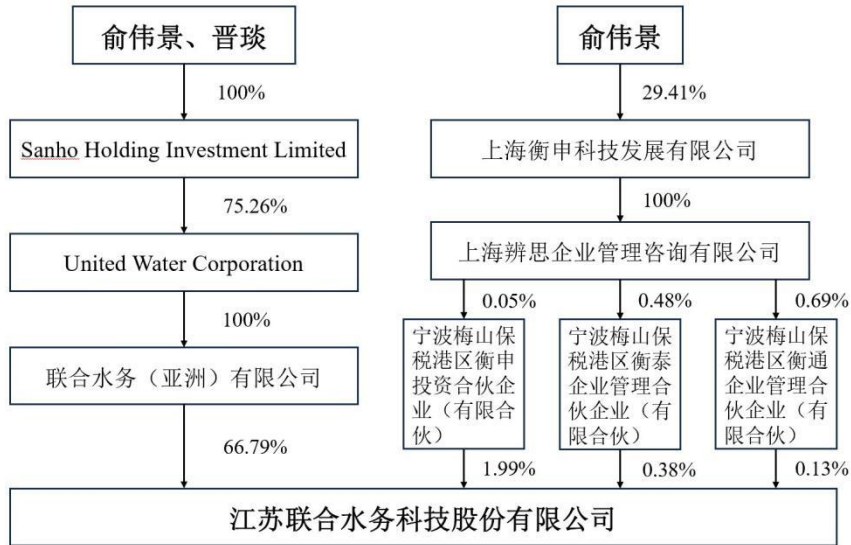 俞伟景、晋琰
俞伟景
100%
29.41%
Sanho Holding Investment Limited
上海衡申科技发展有限公司
75.26%
100%
United Water Corporation
上海辨思企业管理咨询有限公司
100%
0.05%
0.48%
0.69%
联合水务（亚洲）有限公司
宁波梅山保
税港区衡申
投资合伙企
业（有限合
伙）
宁波梅山保
税港区衡泰
企业管理合
伙企业（有
限合伙）
宁波梅山保
税港区衡通
企业管理合
伙企业（有
限合伙）
66.79%
1.99%
0.38%
0.13%
江苏联合水务科技股份有限公司